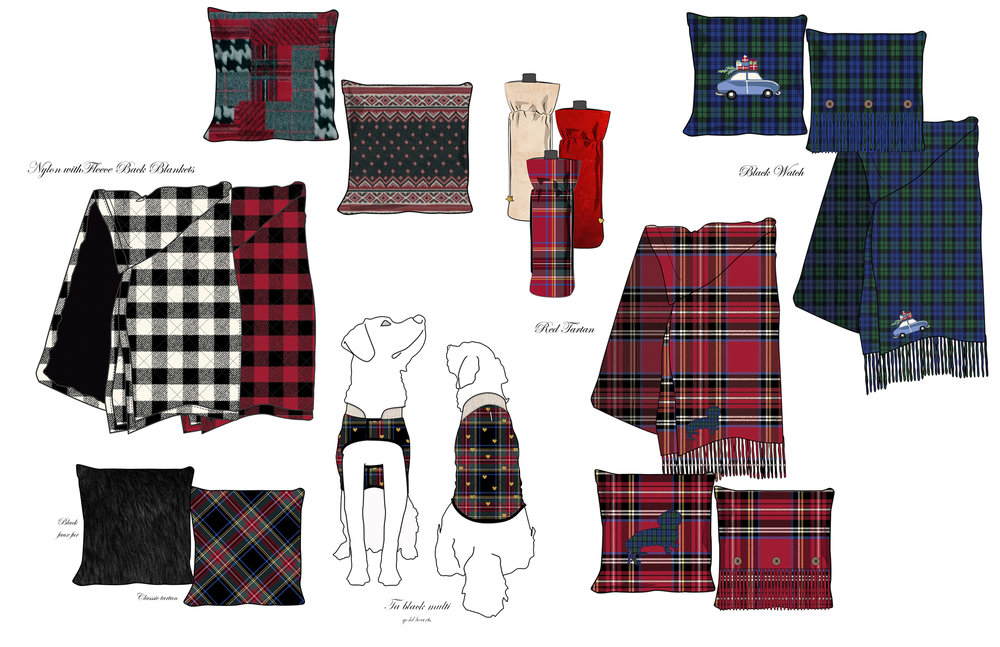 Nylon with Fleece Back Blankets
Black Watch
Red Tartan
Black
faux fur
Classic tartan
Ta black multi
gold hearts